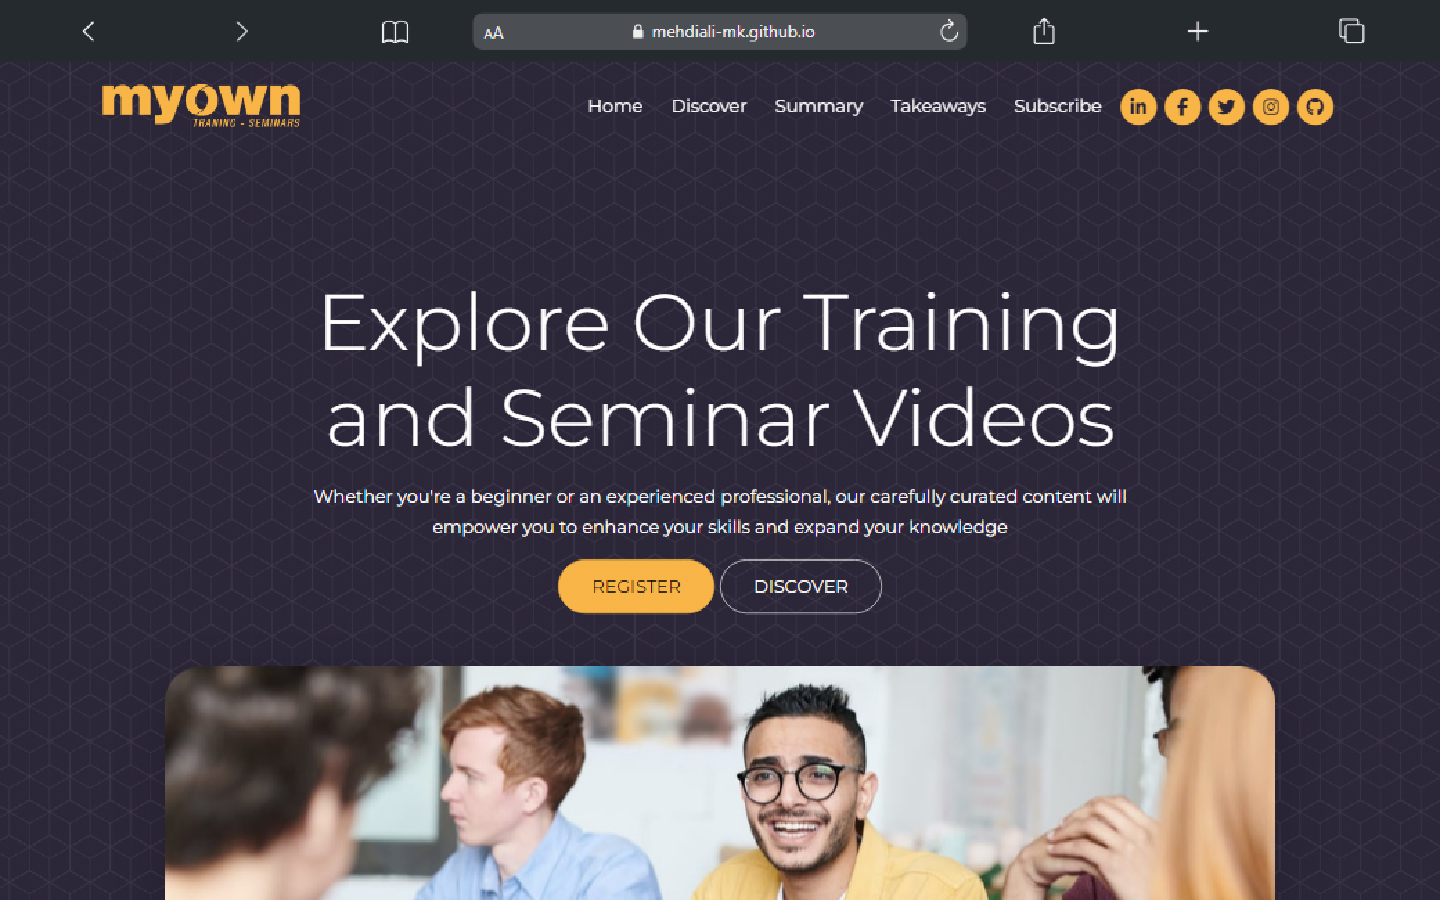 AA mehdiali-mk.github.io
myown
TRANING - SEMINARS
Home Discover Summary Takeaways Subscribe in f
Explore Our Training
and Seminar Videos
Whether you're a beginner or an experienced professional, our carefully curated content will
empower you to enhance your skills and expand your knowledge
REGISTER DISCOVER